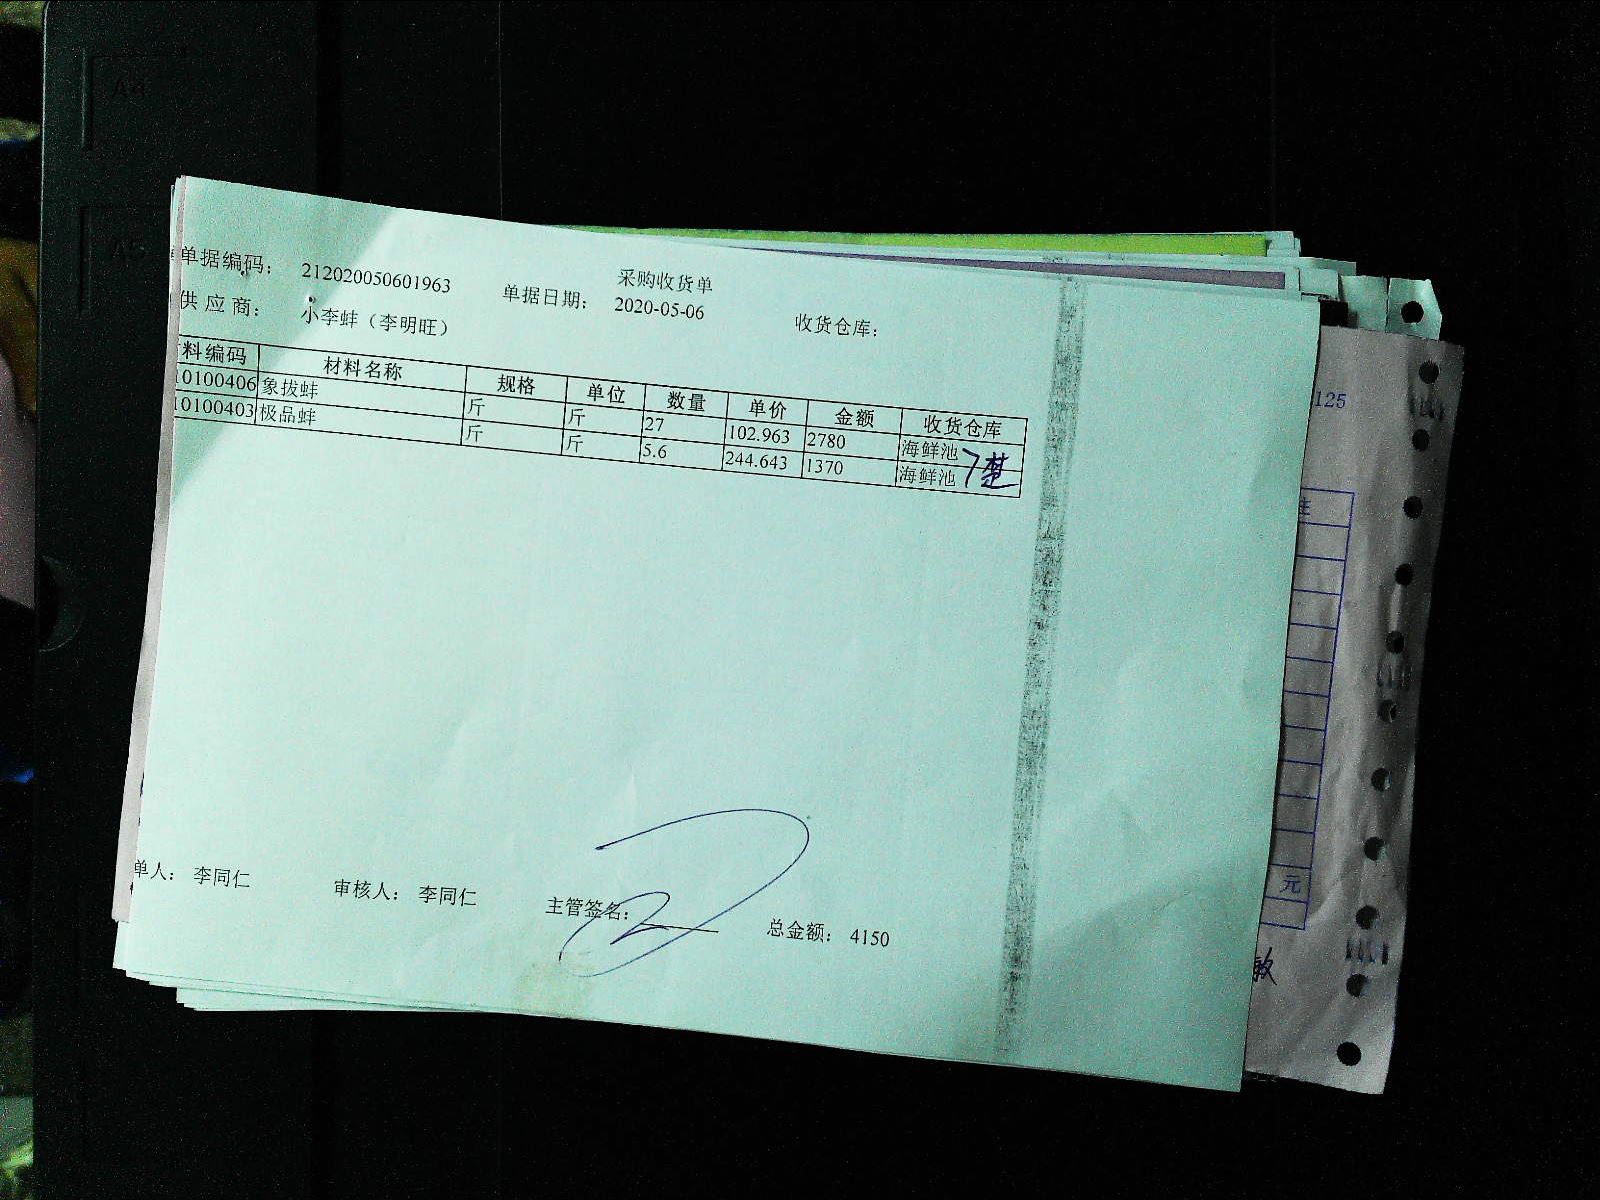 采购收货单
单据编码： 212020050601963 单据日期： 2020-05-06 收货仓库：
供应商： 小李蚌（李明旺）
料编码 材料名称 规格 单位 数量 单价 金额 收货仓库
10100406 象拔蚌 斤 斤 27 102.963 2780 海鲜池
10100403 极品蚌 斤 斤 5.6 244.643 1370 海鲜池
单人： 李同仁 审核人： 李同仁 主管签名： 总金额： 4150
125
元
A4
A5